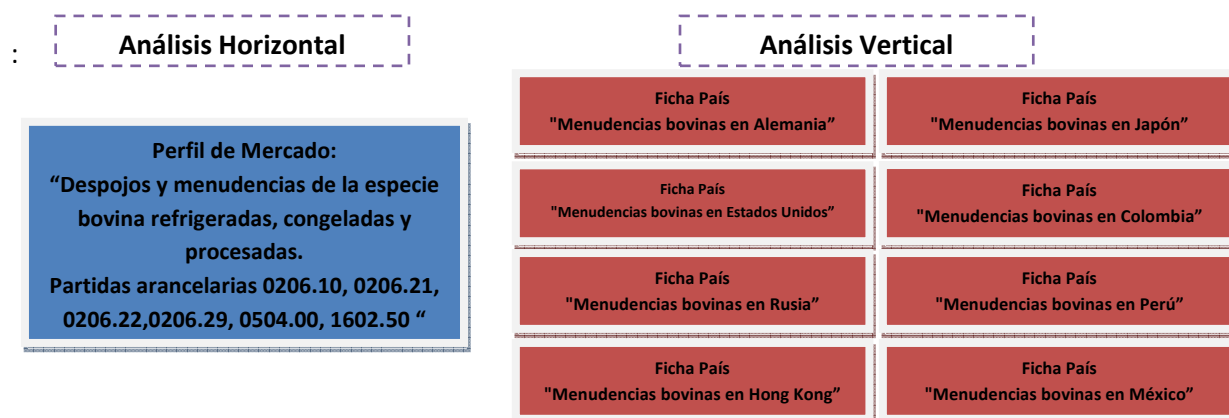 :
Análisis Horizontal
Perfil de Mercado:
“Despojos y menudencias de la especie
bovina refrigeradas, congeladas y
procesadas.
Partidas arancelarias 0206.10, 0206.21,
0206.22,0206.29, 0504.00, 1602.50 “
Análisis Vertical
Ficha País
"Menudencias bovinas en Alemania”
Ficha País
"Menudencias bovinas en Japón”
Ficha País
"Menudencias bovinas en Estados Unidos”
Ficha País
"Menudencias bovinas en Colombia”
Ficha País
"Menudencias bovinas en Rusia”
Ficha País
"Menudencias bovinas en Perú”
Ficha País
"Menudencias bovinas en Hong Kong”
Ficha País
"Menudencias bovinas en México”